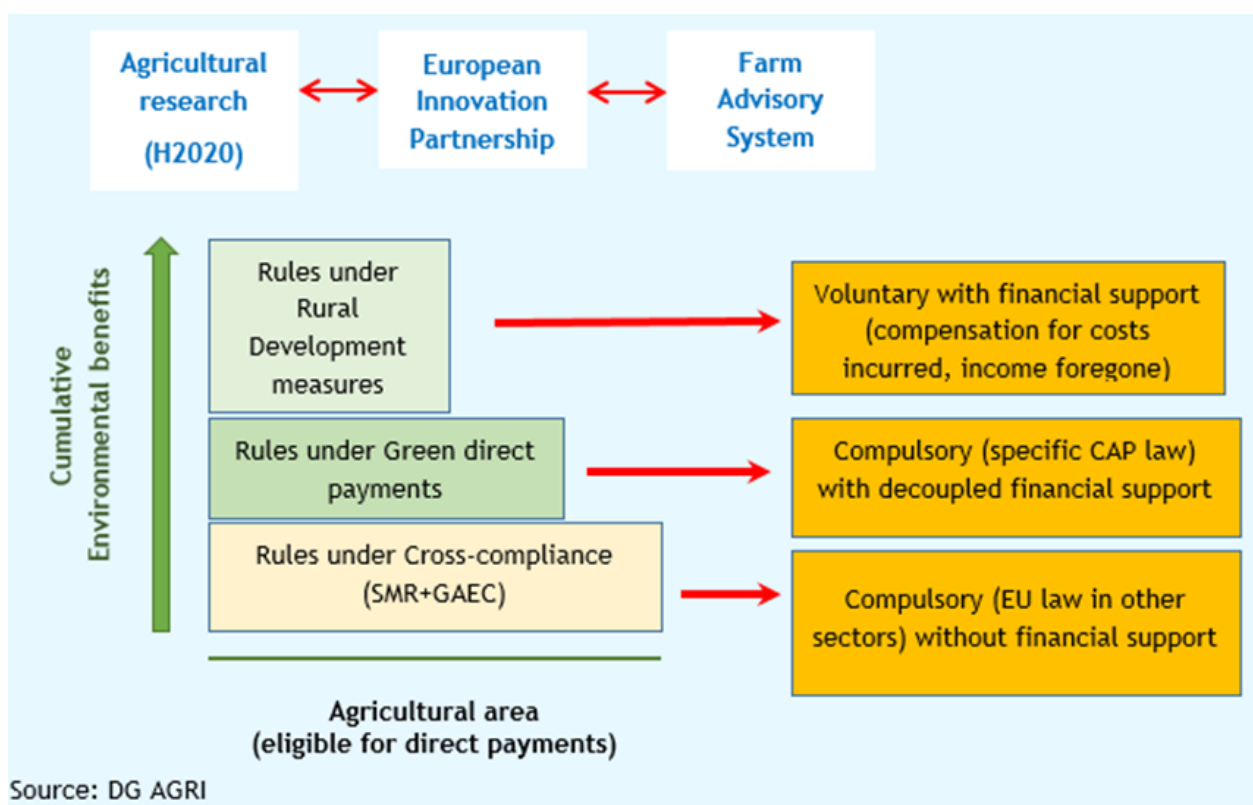 Agricultural
research
(H2020)
European
Innovation
Partnership
Farm
Advisory
System
Cumulative
Environmental benefits
Rules under
Rural
Development
measures
Voluntary with financial support
(compensation for costs
incurred, income foregone)
Rules under Green direct
payments
Compulsory (specific CAP law)
with decoupled financial support
Rules under Cross-compliance
(SMR+GAEC)
Compulsory (EU law in other
sectors) without financial support
Agricultural area
(eligible for direct payments)
Source: DG AGRI